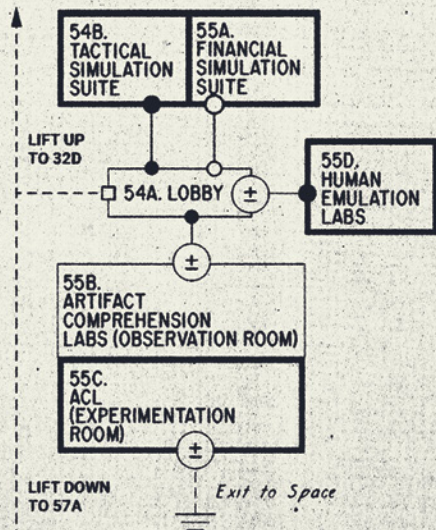 54B.
TACTICAL
SIMULATION
SUITE
55A.
FINANCIAL
SIMULATION
SUITE
LIFT UP
TO 32D
54A. LOBBY
±
55D.
HUMAN
EMULATION
LABS
±
55B.
ARTIFACT
COMPREHENSION
LABS (OBSERVATION ROOM)
55C.
ACL
(EXPERIMENTATION
ROOM)
±
LIFT DOWN
TO 57A
Exit to Space